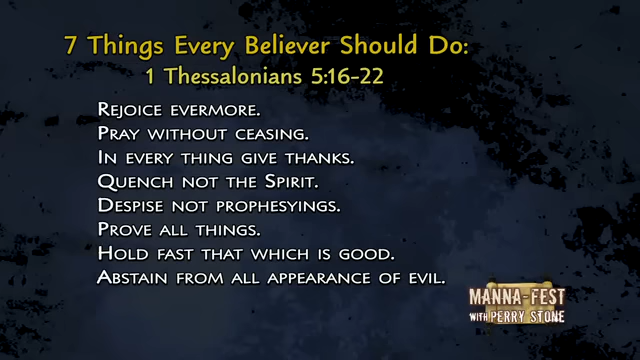 7 Things Every Believer Should Do:
1 Thessalonians 5:16-22
Rejoice evermore.
Pray without ceasing.
In every thing give thanks.
Quench not the Spirit.
Despise not prophesyings.
Prove all things.
Hold fast that which is good.
Abstain from all appearance of evil.
MANNA-FEST
WITH PERRY STONE